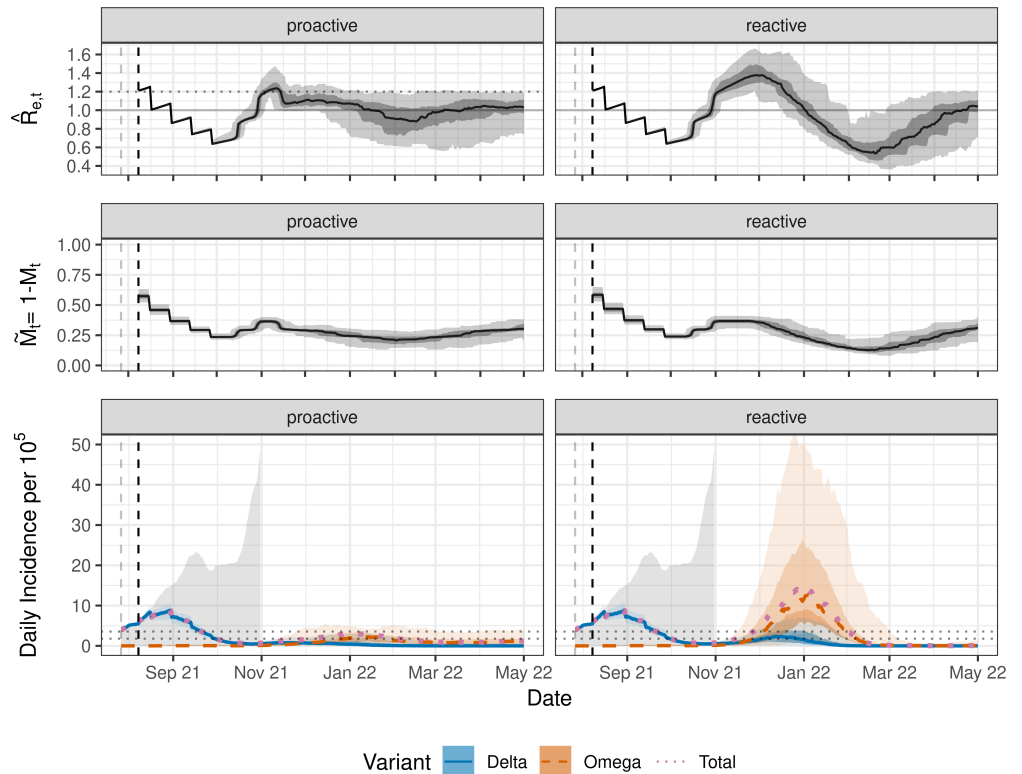 proactive reactive
R̂e,t
1.6
1.4
1.2
1.0
0.8
0.6
0.4
proactive reactive
M̃t= 1-Mt
1.00
0.75
0.50
0.25
0.00
proactive reactive
Daily Incidence per 10⁵
50
40
30
20
10
0
Sep 21 Nov 21 Jan 22 Mar 22 May 22 Sep 21 Nov 21 Jan 22 Mar 22 May 22
Date
Variant Delta Omega Total